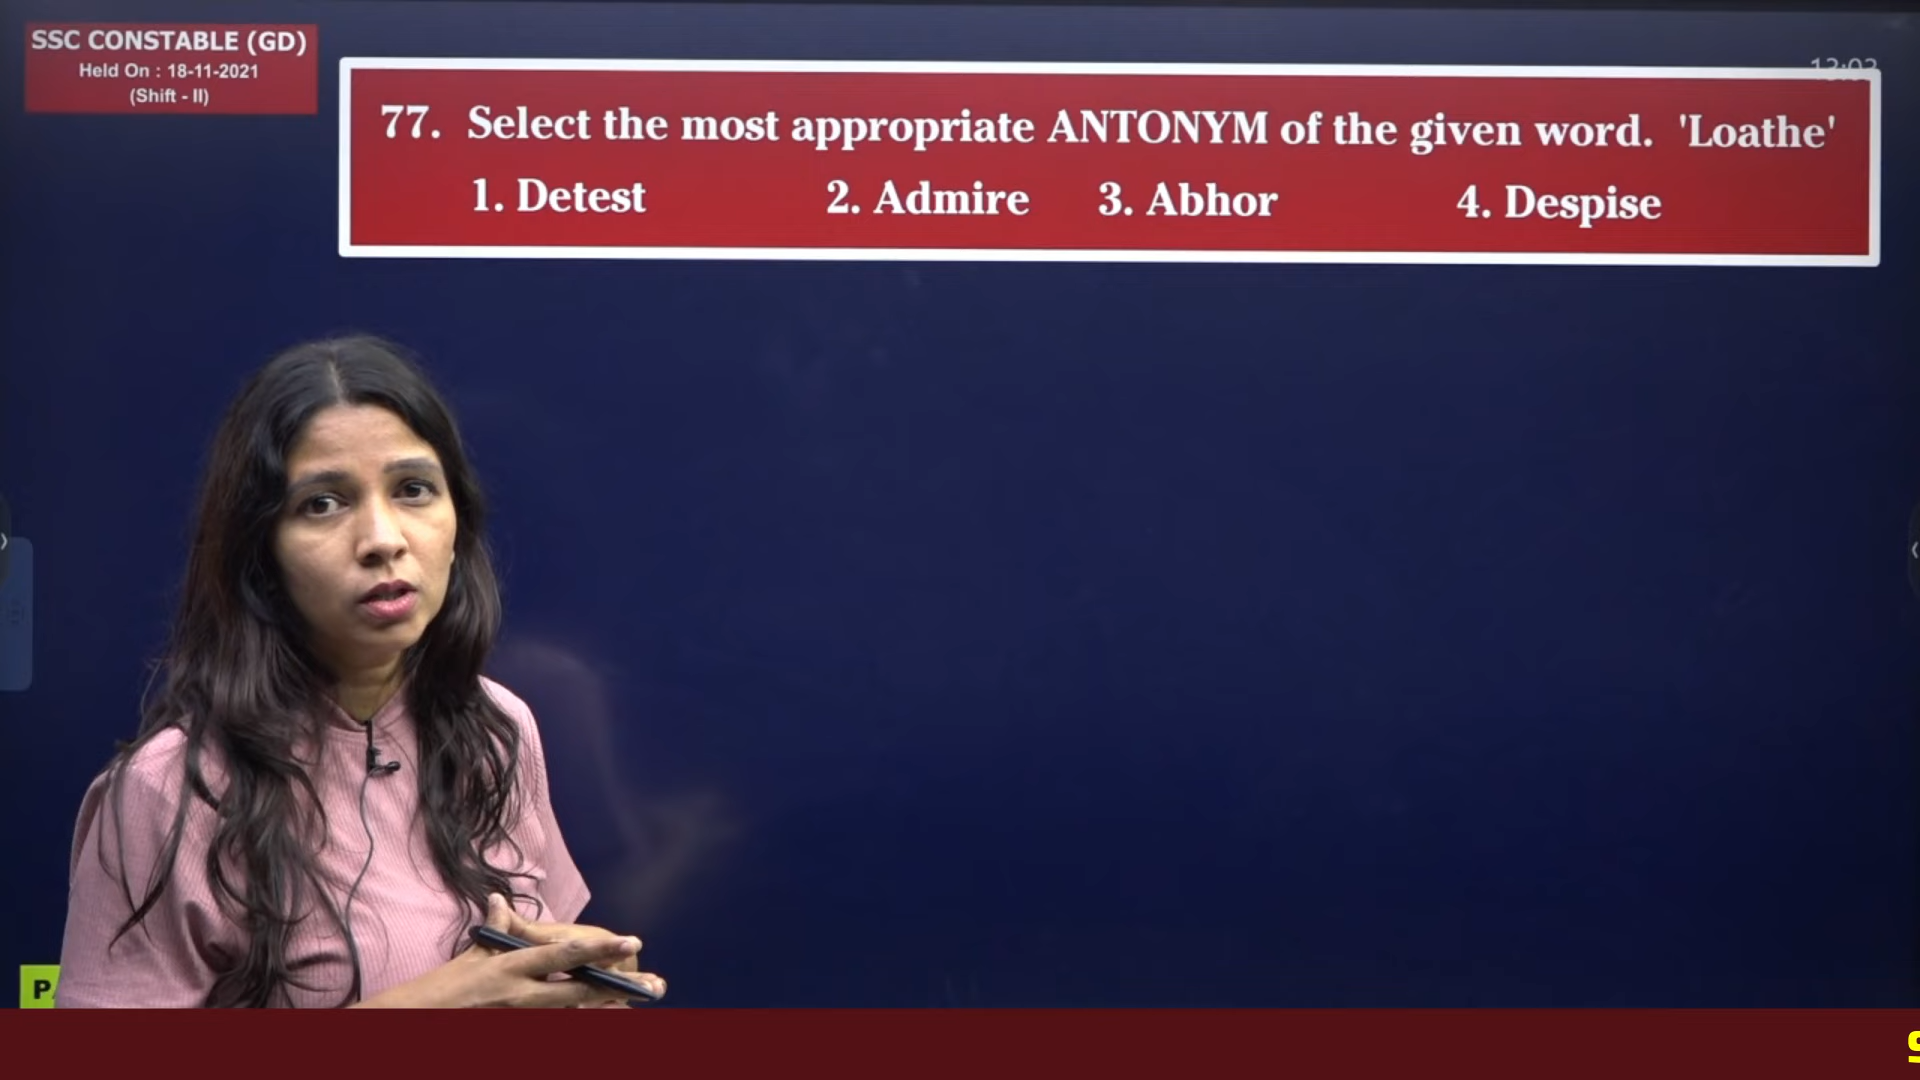 SSC CONSTABLE (GD)
Held On : 18-11-2021
(Shift - II)
77. Select the most appropriate ANTONYM of the given word. 'Loathe'
1. Detest 2. Admire 3. Abhor 4. Despise